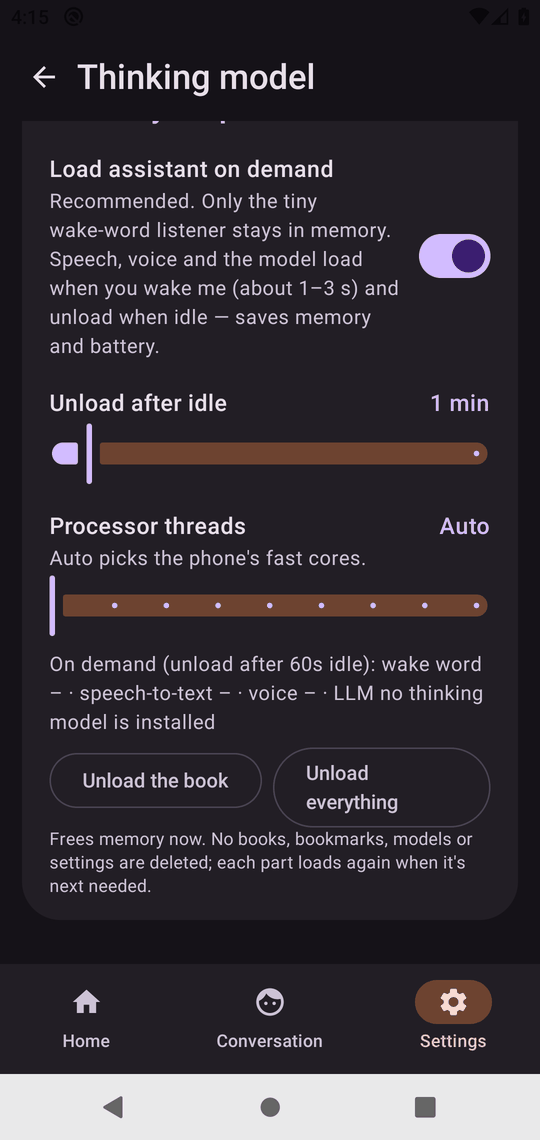 4:15
Thinking model
Load assistant on demand
Recommended. Only the tiny
wake-word listener stays in memory.
Speech, voice and the model load
when you wake me (about 1–3 s) and
unload when idle — saves memory
and battery.
Unload after idle
1 min
Processor threads
Auto
Auto picks the phone's fast cores.
On demand (unload after 60s idle): wake word
– · speech-to-text – · voice – · LLM no thinking
model is installed
Unload the book
Unload
everything
Frees memory now. No books, bookmarks, models or
settings are deleted; each part loads again when it's
next needed.
Home
Conversation
Settings